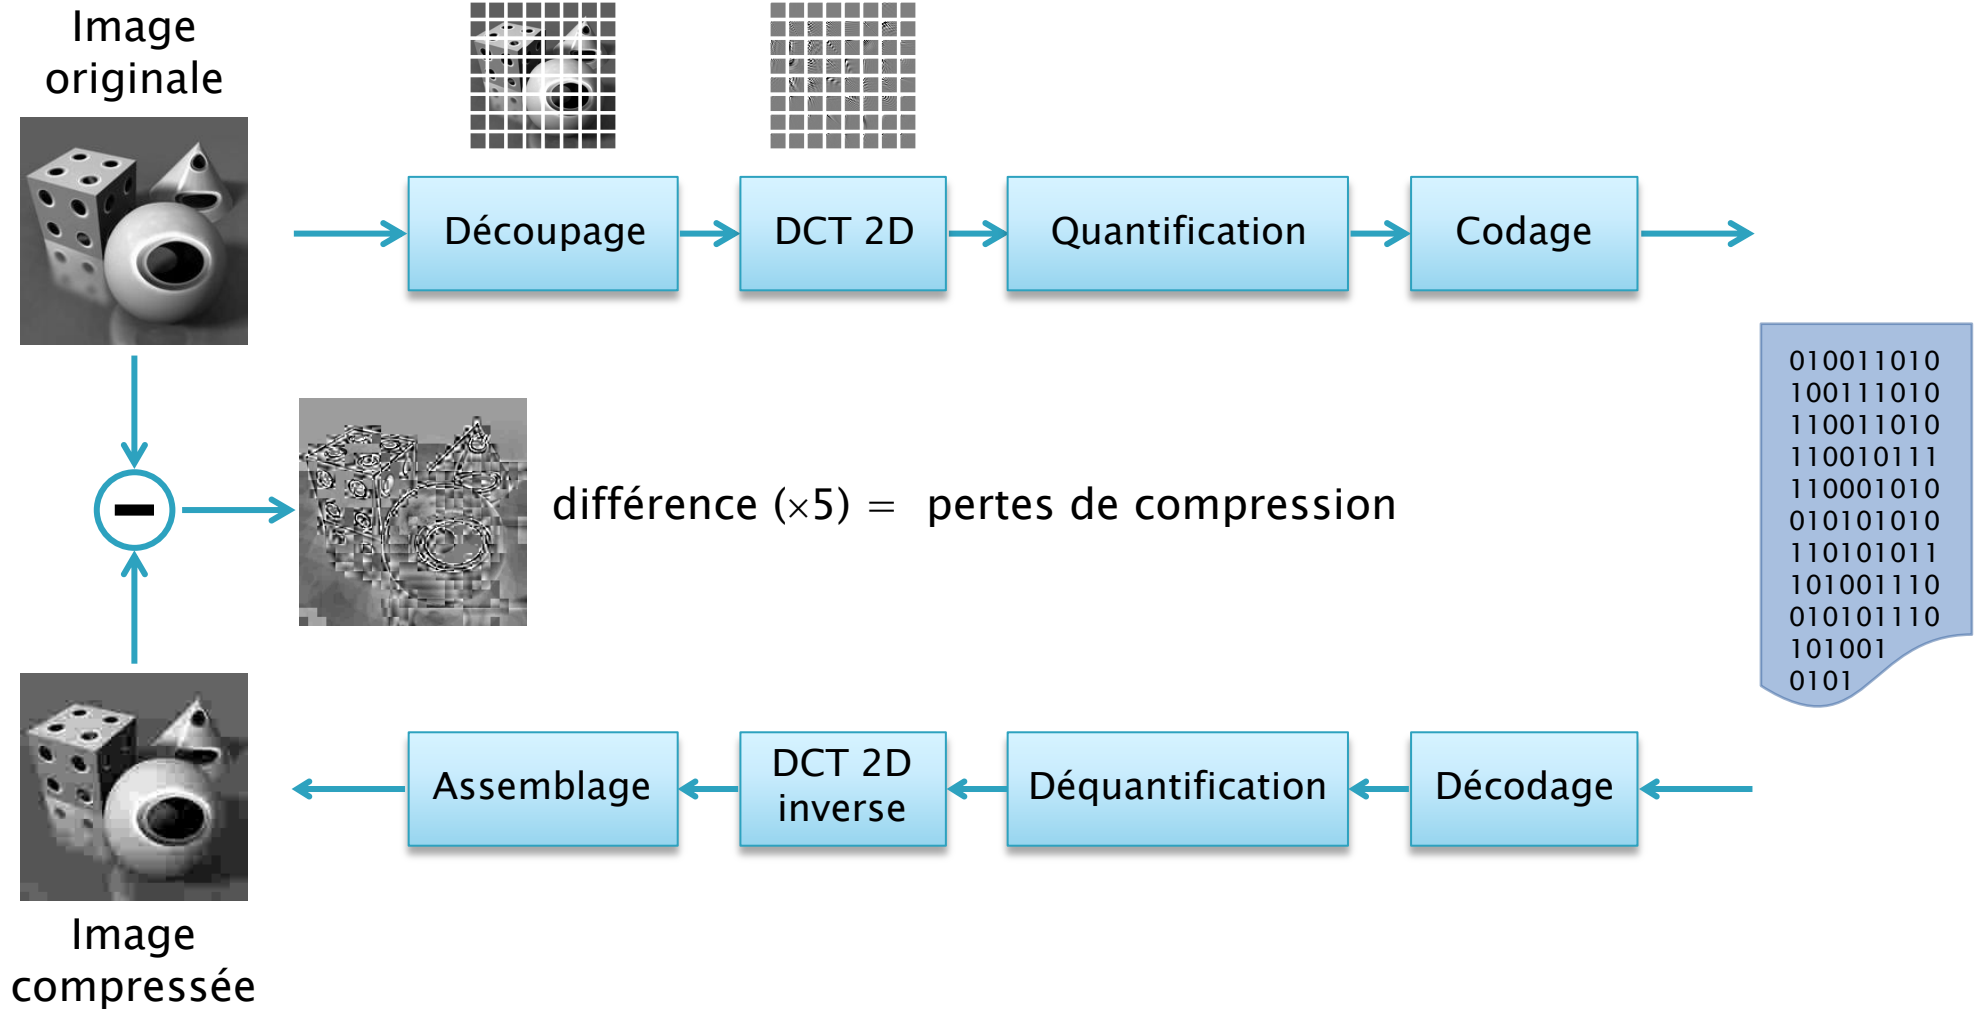 Image
originale
Découpage
DCT 2D
Quantification
Codage
010011010
100111010
110011010
110010111
110001010
010101010
110101011
101001110
010101110
101001
0101
différence (×5) = pertes de compression
Assemblage
DCT 2D
inverse
Déquantification
Décodage
Image
compressée